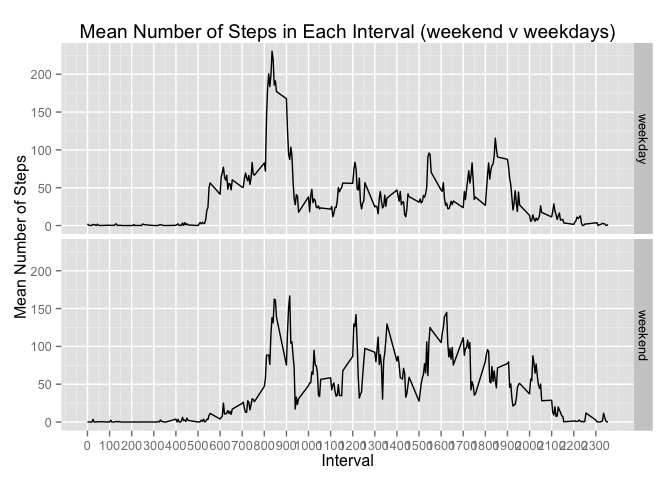 Mean Number of Steps in Each Interval (weekend v weekdays)
Mean Number of Steps
200
150
100
50
0
weekday
200
150
100
50
0
weekend
0 100 200 300 400 500 600 700 800 900 1000 1100 1200 1300 1400 1500 1600 1700 1800 1900 2000 2100 2200 2300
Interval